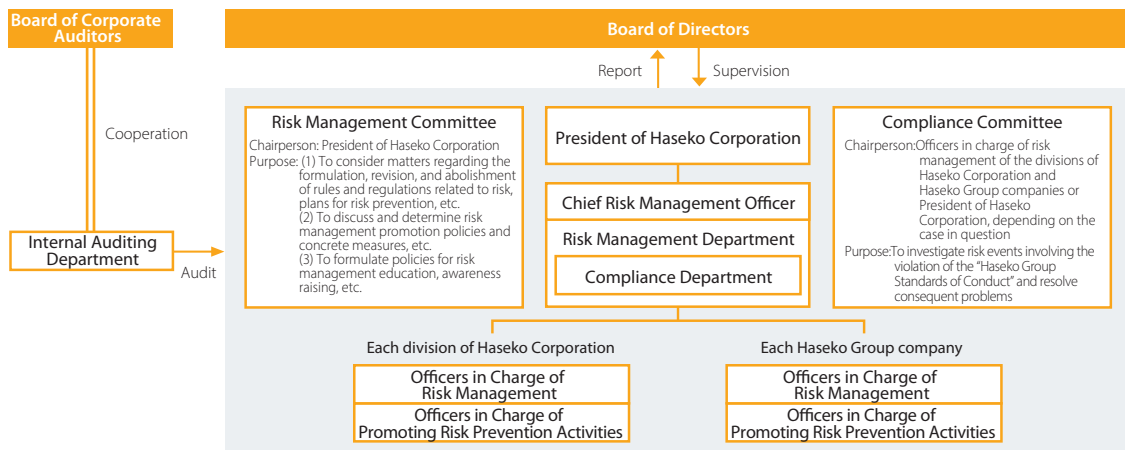 Board of Corporate
Auditors
Board of Directors
Report
Supervision
Cooperation
Internal Auditing
Department
Audit
Risk Management Committee
Chairperson: President of Haseko Corporation
Purpose: (1) To consider matters regarding the
formulation, revision, and abolishment
of rules and regulations related to risk,
plans for risk prevention, etc.
(2) To discuss and determine risk
management promotion policies and
concrete measures, etc.
(3) To formulate policies for risk
management education, awareness
raising, etc.
President of Haseko Corporation
Chief Risk Management Officer
Risk Management Department
Compliance Department
Compliance Committee
Chairperson:Officers in charge of risk
management of the divisions of
Haseko Corporation and
Haseko Group companies or
President of Haseko
Corporation, depending on the
case in question
Purpose:To investigate risk events involving the
violation of the “Haseko Group
Standards of Conduct” and resolve
consequent problems
Each division of Haseko Corporation
Officers in Charge of
Risk Management
Officers in Charge of
Promoting Risk Prevention Activities
Each Haseko Group company
Officers in Charge of
Risk Management
Officers in Charge of
Promoting Risk Prevention Activities